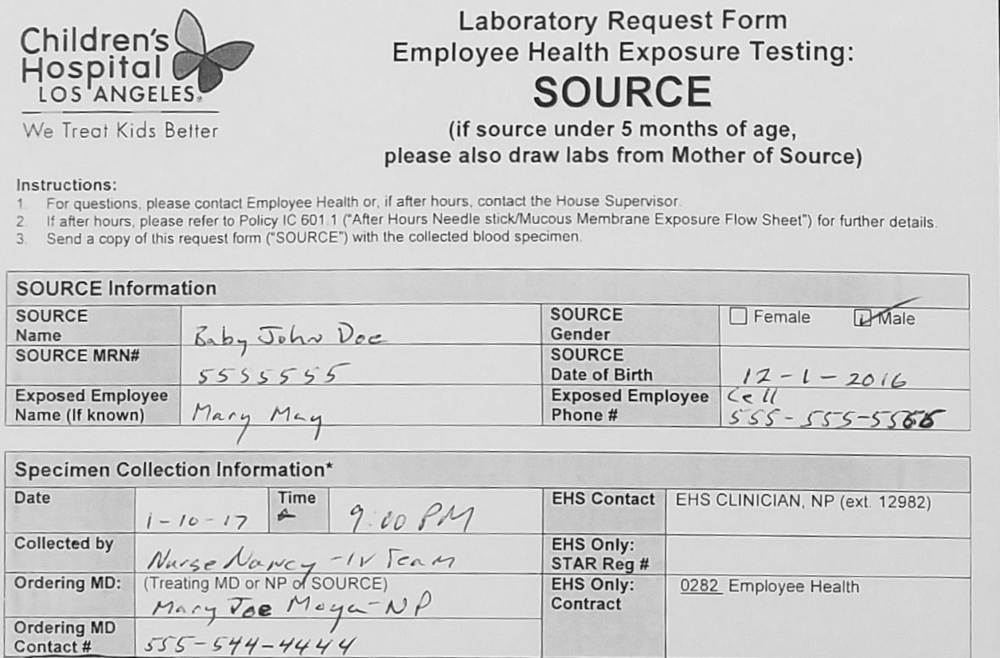 Children's
Hospital
LOS ANGELES®
We Treat Kids Better
Laboratory Request Form
Employee Health Exposure Testing:
SOURCE
(if source under 5 months of age,
please also draw labs from Mother of Source)
Instructions:
1. For questions, please contact Employee Health or, if after hours, contact the House Supervisor.
2. If after hours, please refer to Policy IC 601.1 ("After Hours Needle stick/Mucous Membrane Exposure Flow Sheet") for further details.
3. Send a copy of this request form ("SOURCE") with the collected blood specimen.
SOURCE Information
SOURCE
Name
Baby John Doe
SOURCE
Gender
Female
Male
SOURCE MRN#
5555555
SOURCE
Date of Birth
12-1-2016
Exposed Employee
Name (If known)
Mary May
Exposed Employee
Phone #
Cell
555-555-5555
Specimen Collection Information*
Date
1-10-17
Time
9:00 PM
EHS Contact
EHS CLINICIAN, NP (ext. 12982)
Collected by
Nurse Nancy - IV Team
EHS Only:
STAR Reg #
Ordering MD:
(Treating MD or NP of SOURCE)
Mary Joe Moya-NP
EHS Only:
Contract
0282 Employee Health
Ordering MD
Contact #
555-544-4444